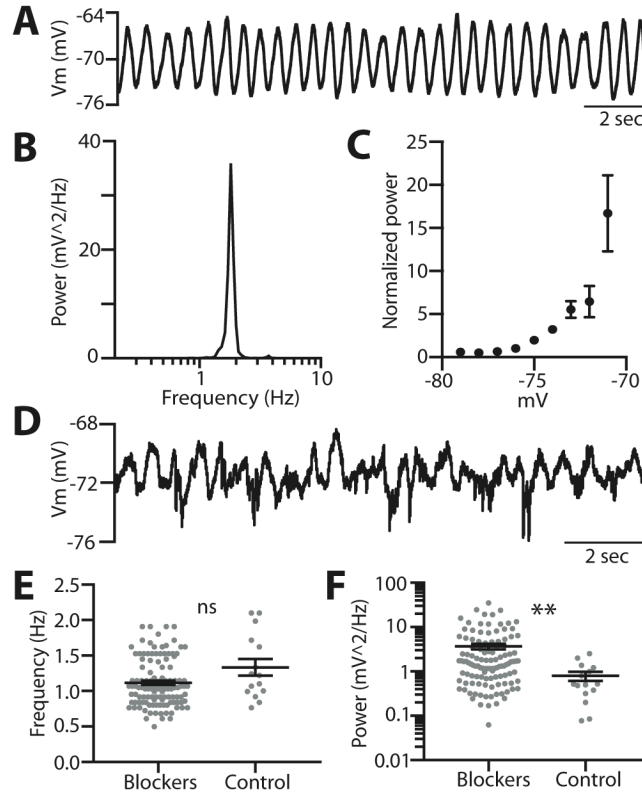 A
-64
-70
-76
Vm (mV)
2 sec
B
40
20
0
Power (mV^2/Hz)
1
10
Frequency (Hz)
C
25
20
15
10
5
0
Normalized power
-80
-75
-70
mV
D
-68
-72
-76
Vm (mV)
2 sec
E
2.5
2.0
1.5
1.0
0.5
0.0
Frequency (Hz)
ns
Blockers
Control
F
100
10
1
0.1
0.01
Power (mV^2/Hz)
**
Blockers
Control